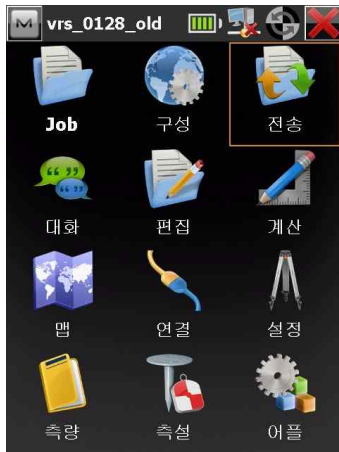 vrs_0128_old
Job 구성 전송
대화 편집 계산
맵 연결 설정
측량 측설 어플